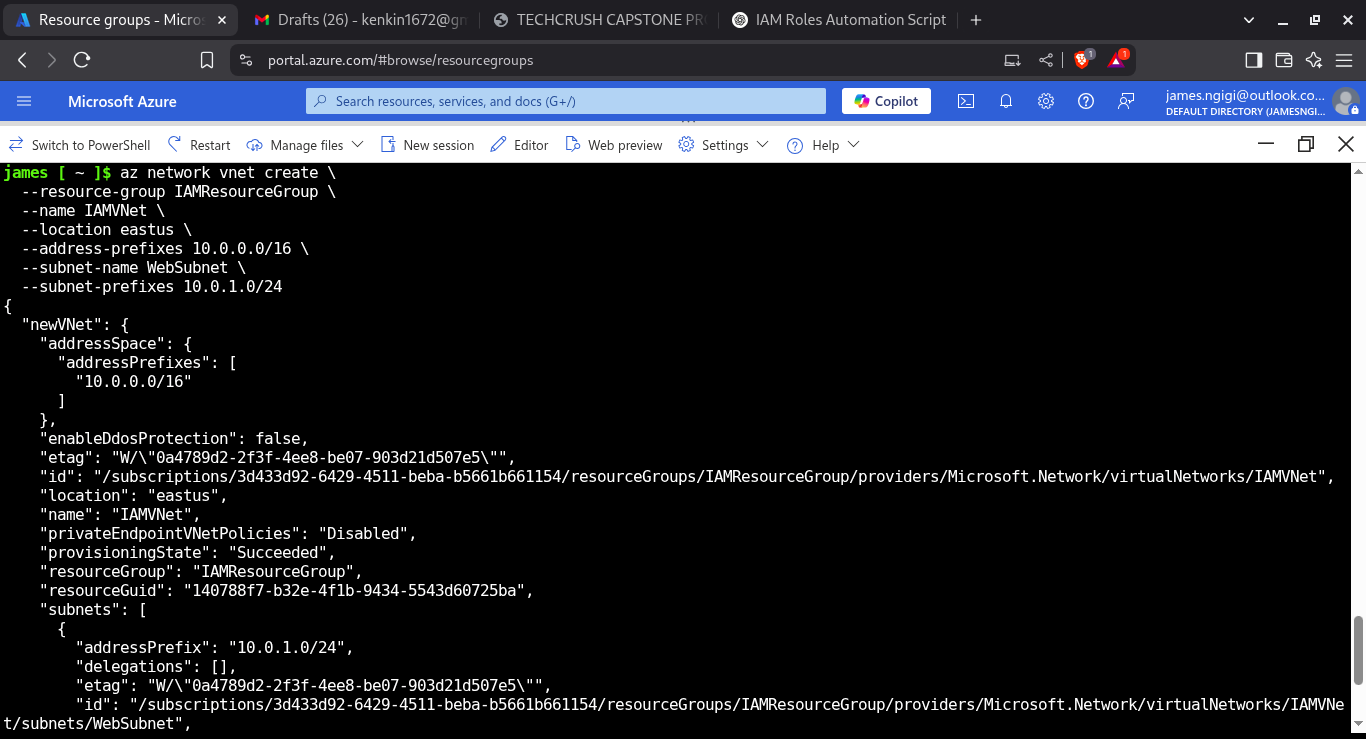 Resource groups - Micros
Drafts (26) - kenkin1672@gm
TECHCRUSH CAPSTONE PR
IAM Roles Automation Script
portal.azure.com/#browse/resourcegroups
1
1
Microsoft Azure
Search resources, services, and docs (G+/)
Copilot
james.ngigi@outlook.co...
DEFAULT DIRECTORY (JAMESNGI...
Switch to PowerShell
Restart
Manage files
New session
Editor
Web preview
Settings
Help
james [ ~ ]$ az network vnet create \
--resource-group IAMResourceGroup \
--name IAMVNet \
--location eastus \
--address-prefixes 10.0.0.0/16 \
--subnet-name WebSubnet \
--subnet-prefixes 10.0.1.0/24
{
"newVNet": {
"addressSpace": {
"addressPrefixes": [
"10.0.0.0/16"
]
},
"enableDdosProtection": false,
"etag": "W/\"0a4789d2-2f3f-4ee8-be07-903d21d507e5\"",
"id": "/subscriptions/3d433d92-6429-4511-beba-b5661b661154/resourceGroups/IAMResourceGroup/providers/Microsoft.Network/virtualNetworks/IAMVNet",
"location": "eastus",
"name": "IAMVNet",
"privateEndpointVNetPolicies": "Disabled",
"provisioningState": "Succeeded",
"resourceGroup": "IAMResourceGroup",
"resourceGuid": "140788f7-b32e-4f1b-9434-5543d60725ba",
"subnets": [
{
"addressPrefix": "10.0.1.0/24",
"delegations": [],
"etag": "W/\"0a4789d2-2f3f-4ee8-be07-903d21d507e5\"",
"id": "/subscriptions/3d433d92-6429-4511-beba-b5661b661154/resourceGroups/IAMResourceGroup/providers/Microsoft.Network/virtualNetworks/IAMVNe
t/subnets/WebSubnet",